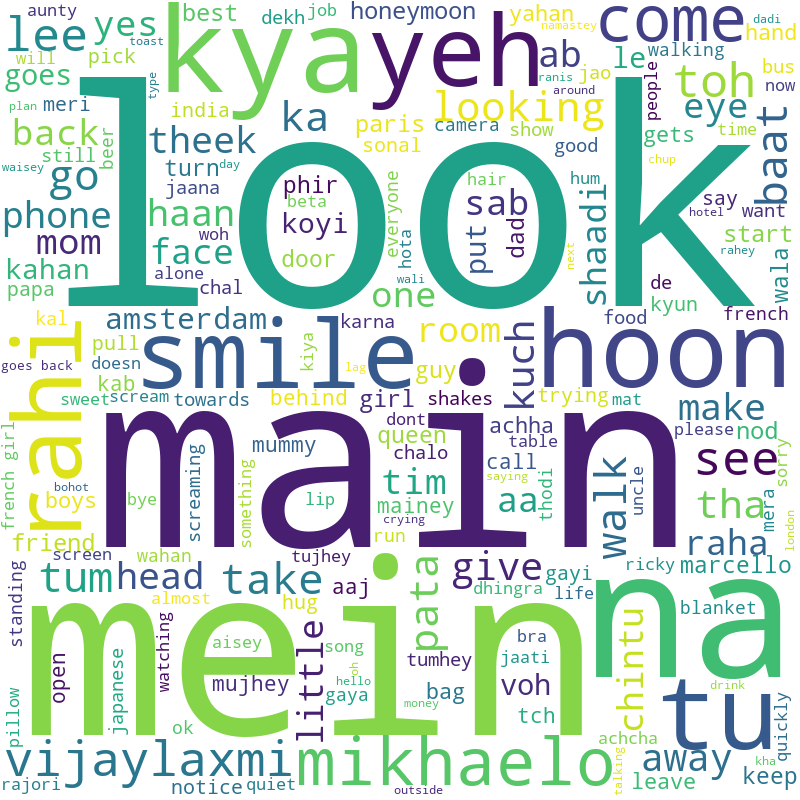 aunty
lee
yes
pick
goes
will
toast
type
plan
meri
beer
back
still
waisey
go
turn
jaana
india
theek
day
kya
yeh
best
dekh
job
honeymoon
ka
paris
sonal
camera
looking
ab
yahan
namastey
dadi
ranis
jao
around
le
come
walking
hand
bus
now
people
toh
eye
show
gets
time
good
baat
look
phone
mom
haan
face
woh
alone
chal
kahan
papa
phir
beta
koyi
door
everyone
hota
hair
sab
put
dad
wali
hum
next
shaadi
chup
say
hotel
want
start
rahey
wala
de
kyun
french
one
kal
amsterdam
karna
room
food
goes back
pull
doesn
kab
smile
kiya
lag
guy
kuch
hoon
trying
mat
make
please
nod
sorry
sweet
scream
towards
behind
girl
shakes
rahi
main
french girl
boys
bohot
friend
bye
screaming
something
mummy
queen
dont
chalo
lip
tim
mainey
run
crying
achha
table
call
saying
aa
thodi
walk
uncle
see
tha
mera
london
raha
screen
wahan
tujhey
standing
tum
head
take
aaj
pata
give
gayi
dhingra
life
ricky
marcello
almost
hug
blanket
meinn
na
open
japanese
watching
aisey
song
little
mujhey
oh
hello
gaya
tumhey
bag
money
bra
jaati
voh
tch
chintu
tu
drink
pillow
ok
achcha
quickly
vijaylaxmi
mikhaelo
away
rajori
notice
quiet
outside
talking
leave
keep
kha